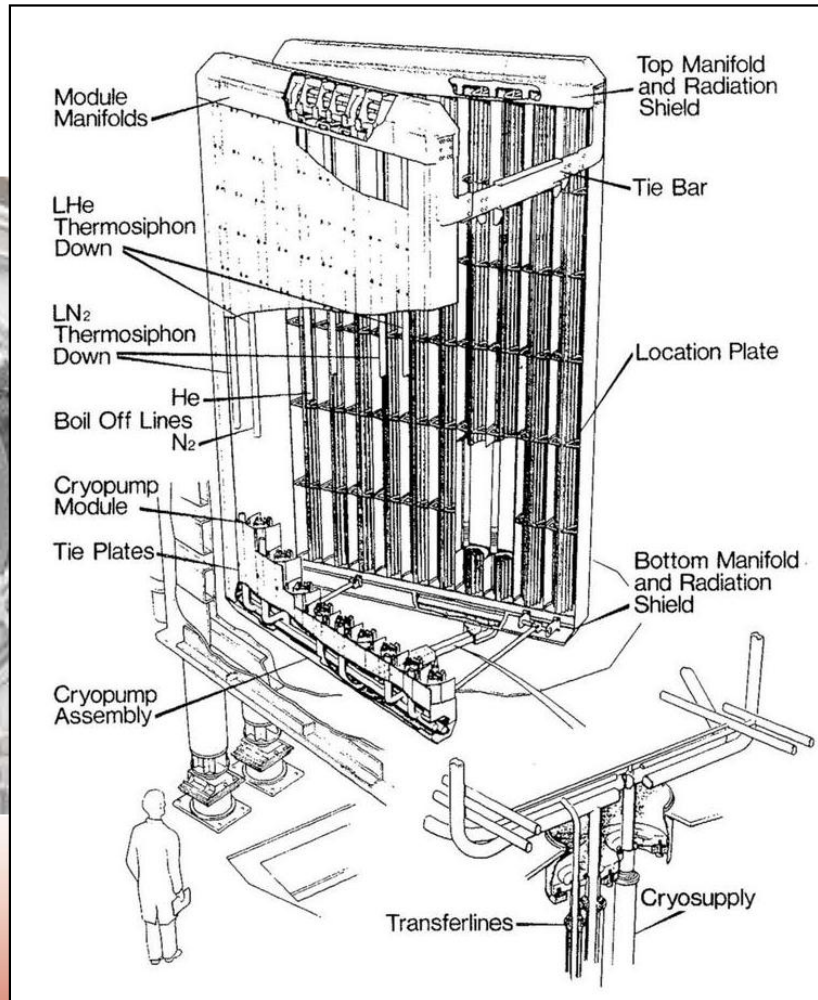 Module
Manifolds
Top Manifold
and Radiation
Shield
Tie Bar
LHe
Thermosiphon
Down
LN₂
Thermosiphon
Down
Location Plate
He
Boil Off Lines
N₂
Cryopump
Module
Tie Plates
Bottom Manifold
and Radiation
Shield
Cryopump
Assembly
Transferlines
Cryosupply